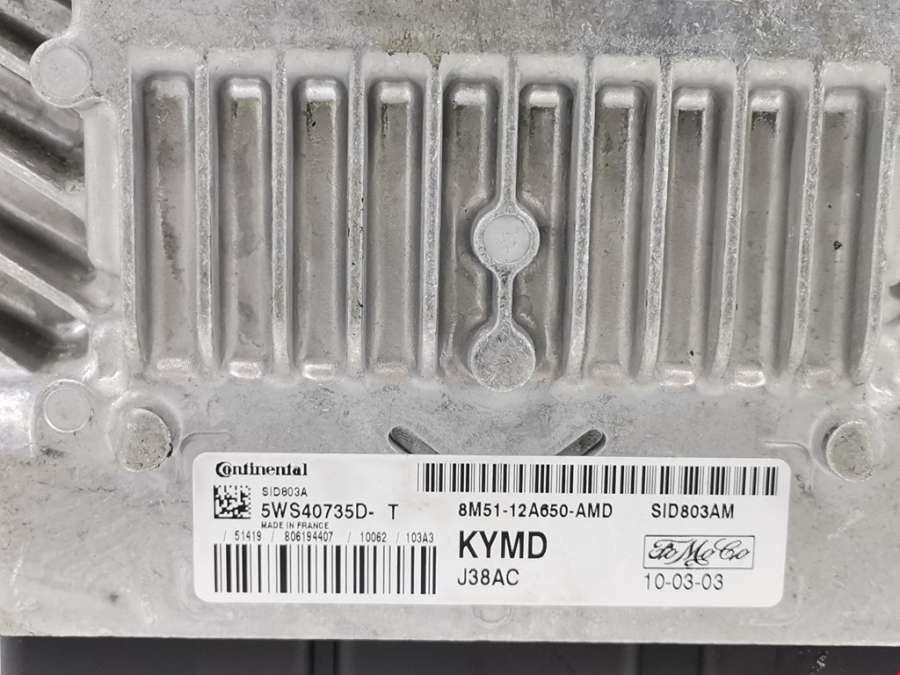 Continental
SID803A
5WS40735D- T
MADE IN FRANCE
/ 51419 / 806194407 / 10062 / 103A3
8M51-12A650-AMD SID803AM
KYMD
FoMoCo
J38AC
10-03-03